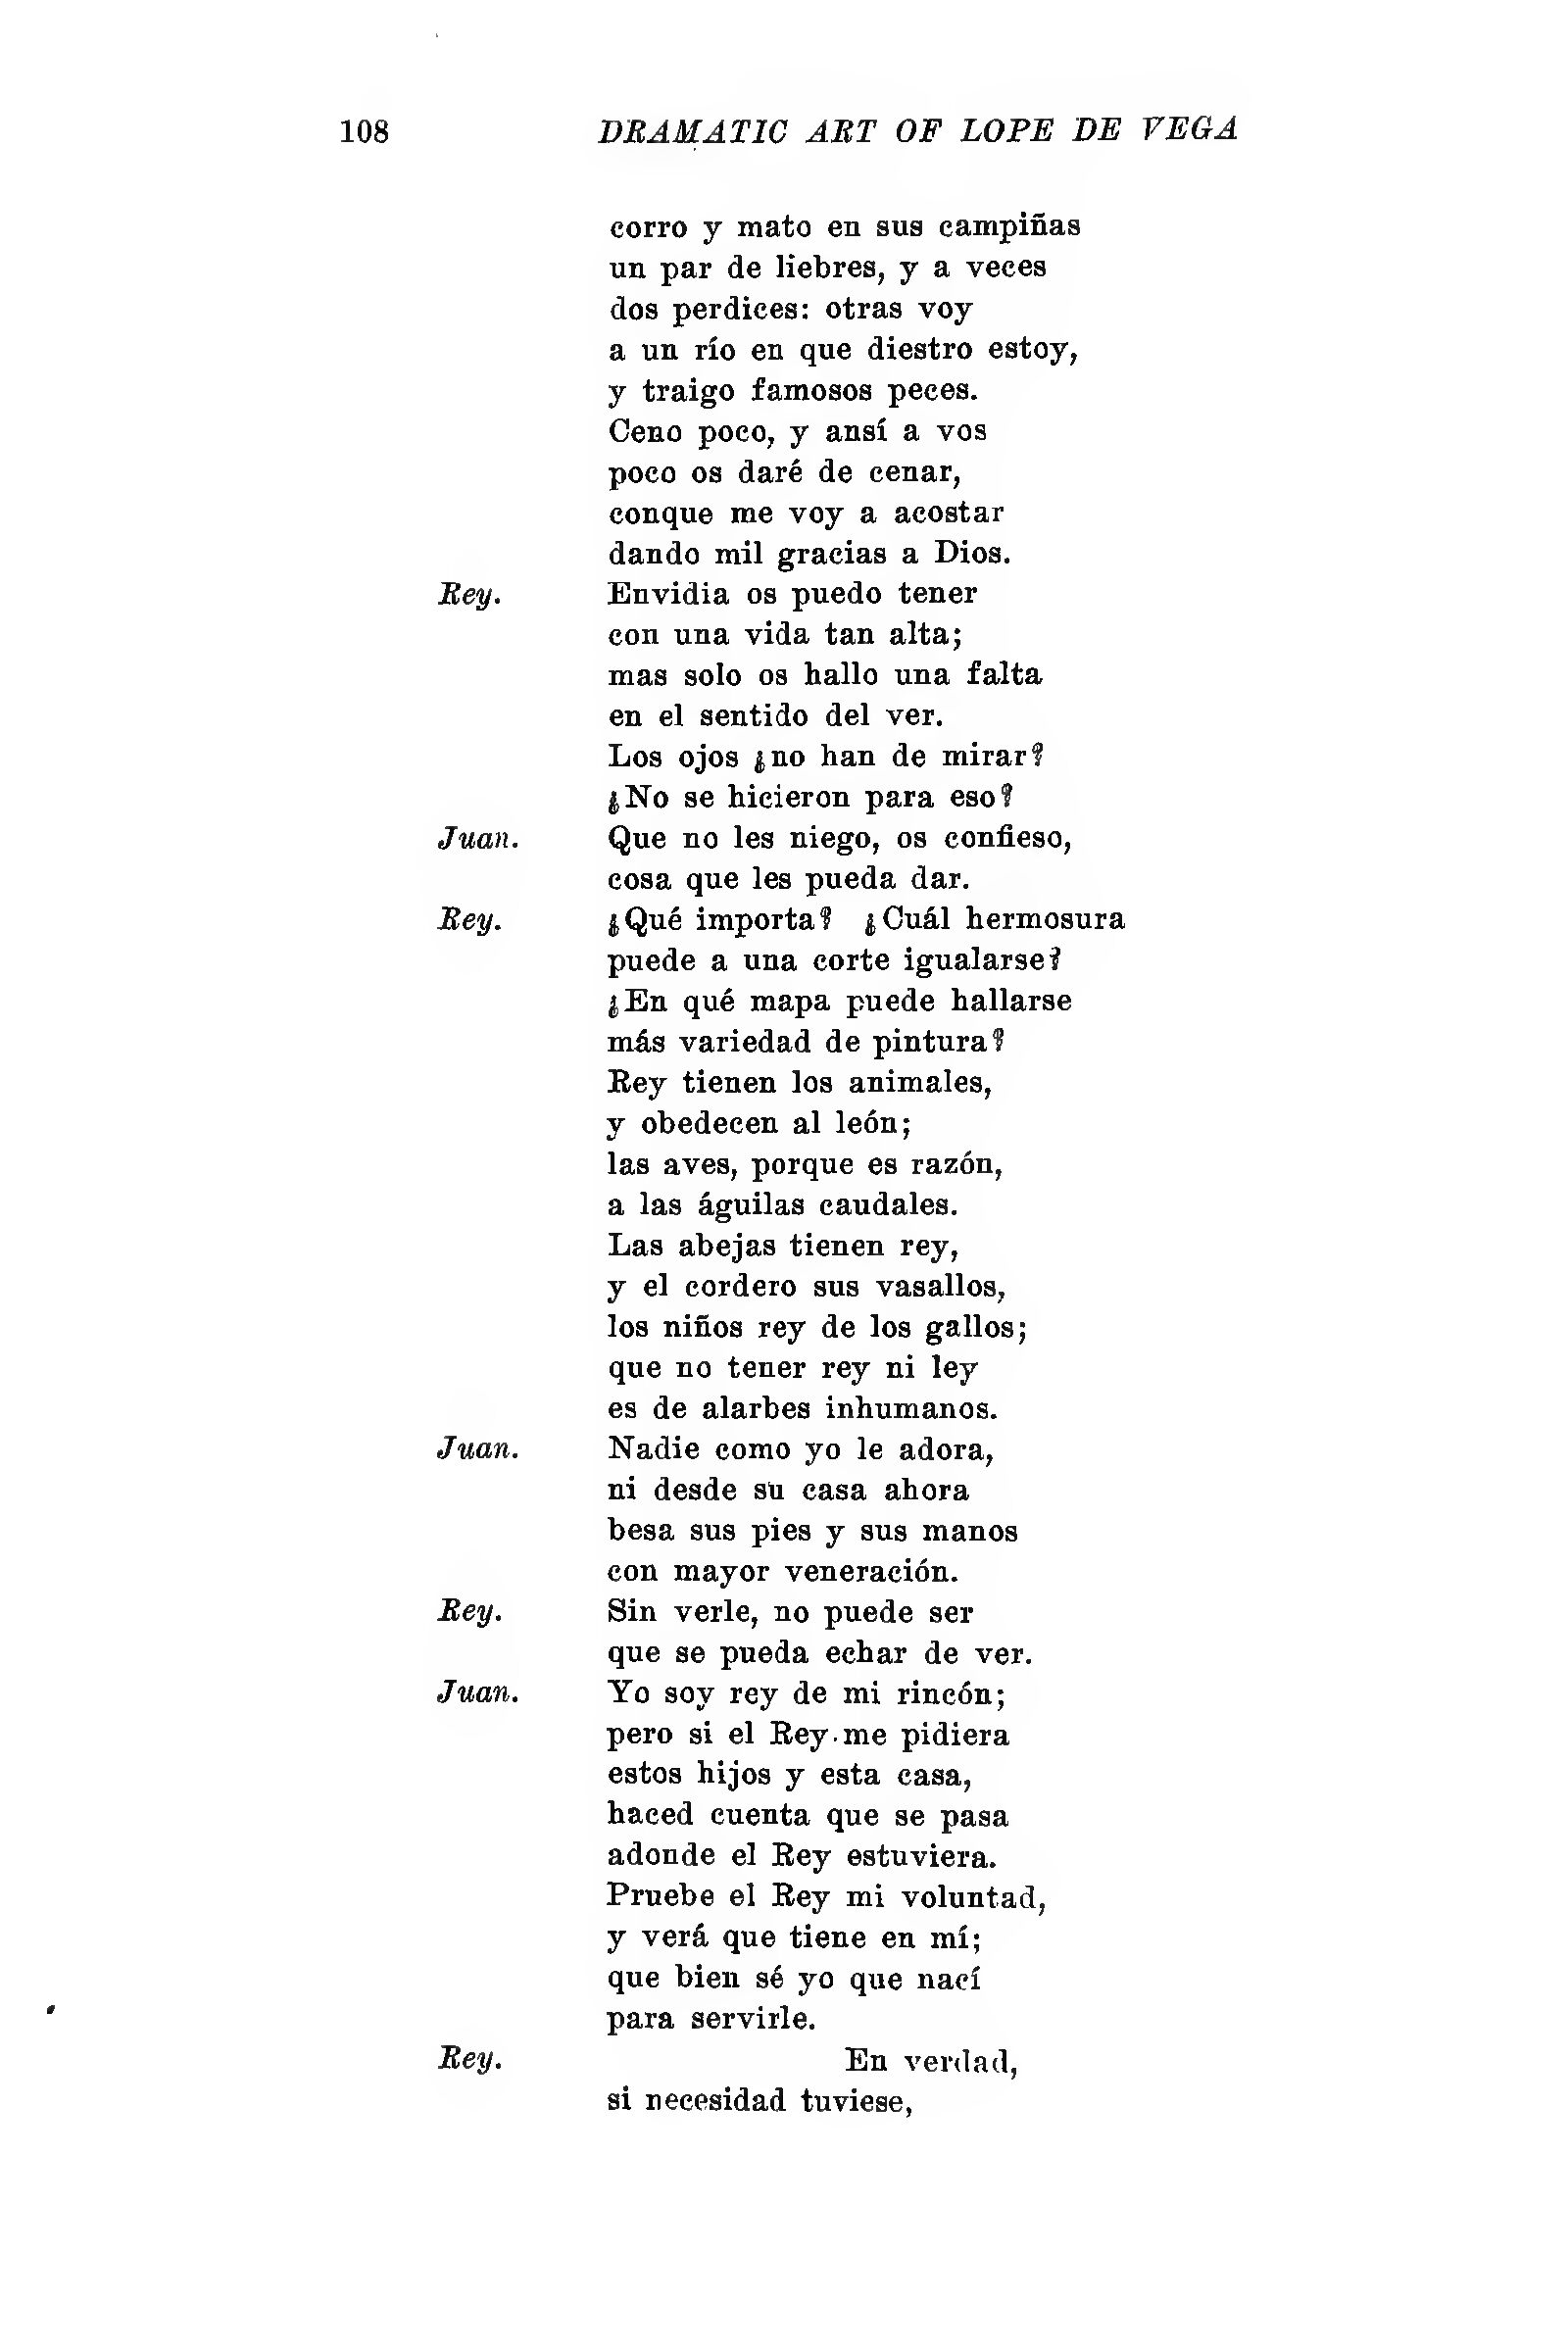 108 DRAMATIC ART OF LOPE DE VEGA
corro y mato en sus campiñas
un par de liebres, y a veces
dos perdices: otras voy
a un río en que diestro estoy,
y traigo famosos peces.
Ceno poco, y ansí a vos
poco os daré de cenar,
conque me voy a acostar
dando mil gracias a Dios.
Rey. Envidia os puedo tener
con una vida tan alta;
mas solo os hallo una falta
en el sentido del ver.
Los ojos ¿no han de mirar?
¿No se hicieron para eso?
Juan. Que no les niego, os confieso,
cosa que les pueda dar.
Rey. ¿Qué importa? ¿Cuál hermosura
puede a una corte igualarse?
¿En qué mapa puede hallarse
más variedad de pintura?
Rey tienen los animales,
y obedecen al león;
las aves, porque es razón,
a las águilas caudales.
Las abejas tienen rey,
y el cordero sus vasallos,
los niños rey de los gallos;
que no tener rey ni ley
es de alarbes inhumanos.
Juan. Nadie como yo le adora,
ni desde su casa ahora
besa sus pies y sus manos
con mayor veneración.
Rey. Sin verle, no puede ser
que se pueda echar de ver.
Juan. Yo soy rey de mi rincón;
pero si el Rey me pidiera
estos hijos y esta casa,
haced cuenta que se pasa
adonde el Rey estuviera.
Pruebe el Rey mi voluntad,
y verá que tiene en mí;
que bien sé yo que nací
para servirle.
Rey. En verdad,
si necesidad tuviese,